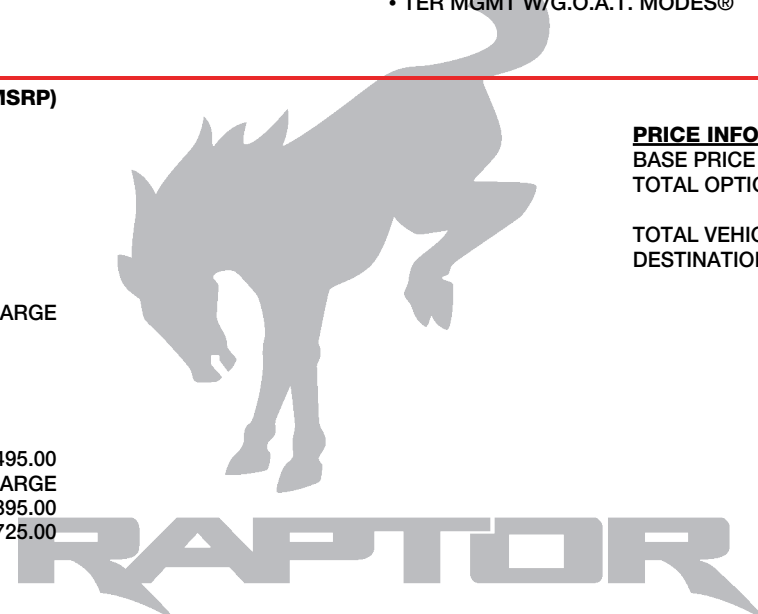 • TER MGMT W/G.O.A.T. MODES®
MSRP)
ARGE
495.00
ARGE
395.00
725.00
PRICE INFO
BASE PRICE
TOTAL OPTIO
TOTAL VEHIC
DESTINATION
RAPTOR